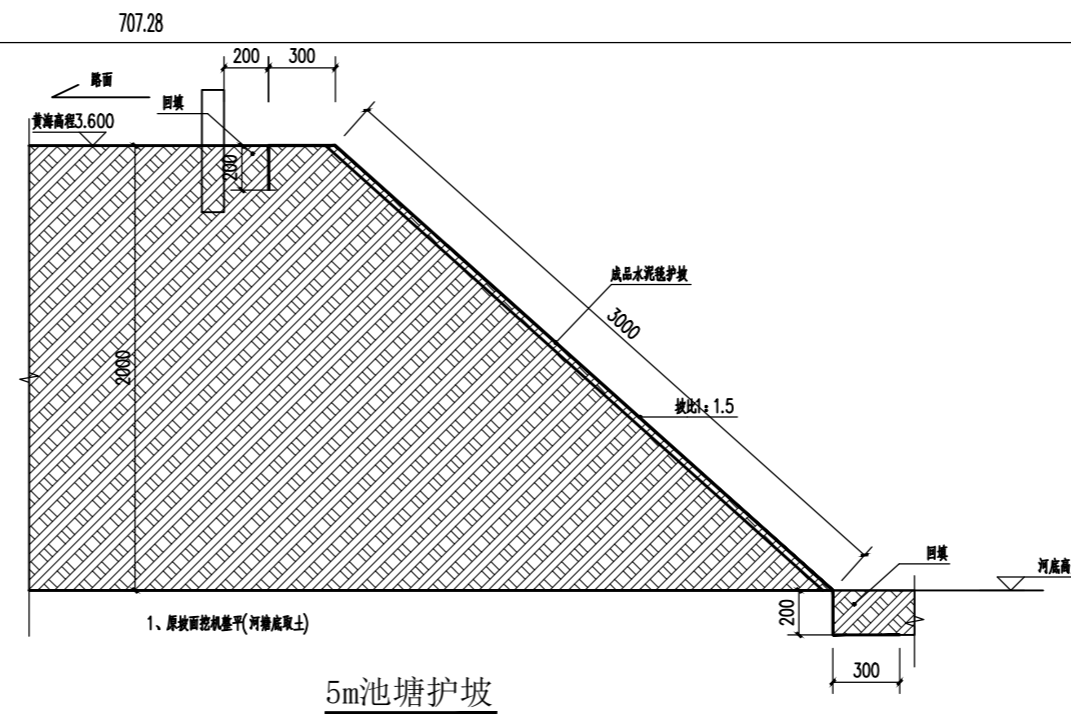 707.28
200
300
路面
回填
黄海高程3.600
200
成品水泥毯护坡
3000
2000
坡比1：1.5
回填
河底高
200
1、原坡面挖机整平(河塘底取土)
300
5m池塘护坡